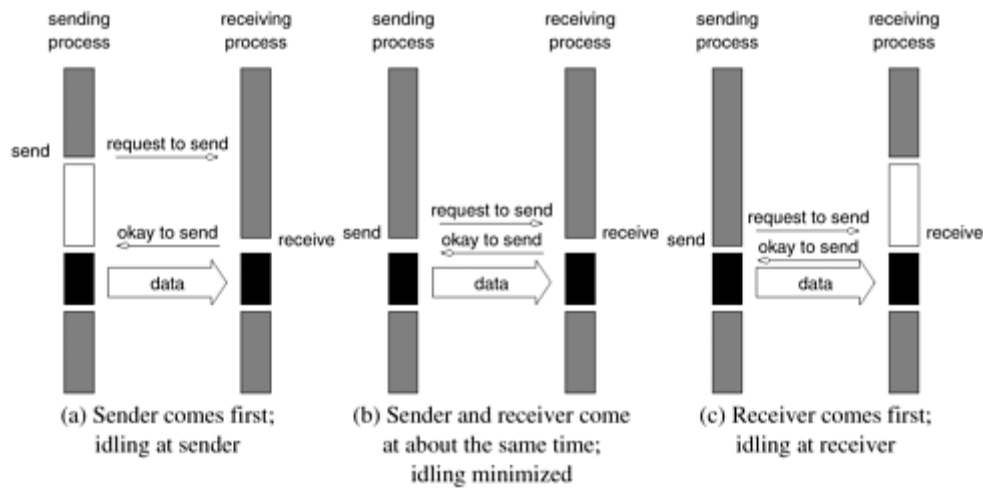 sending receiving sending receiving sending receiving
process process process process process process
send
request to send
okay to send
receive
data
send
request to send
okay to send
receive
data
send
request to send
okay to send
receive
data
(a) Sender comes first;
idling at sender
(b) Sender and receiver come
at about the same time;
idling minimized
(c) Receiver comes first;
idling at receiver